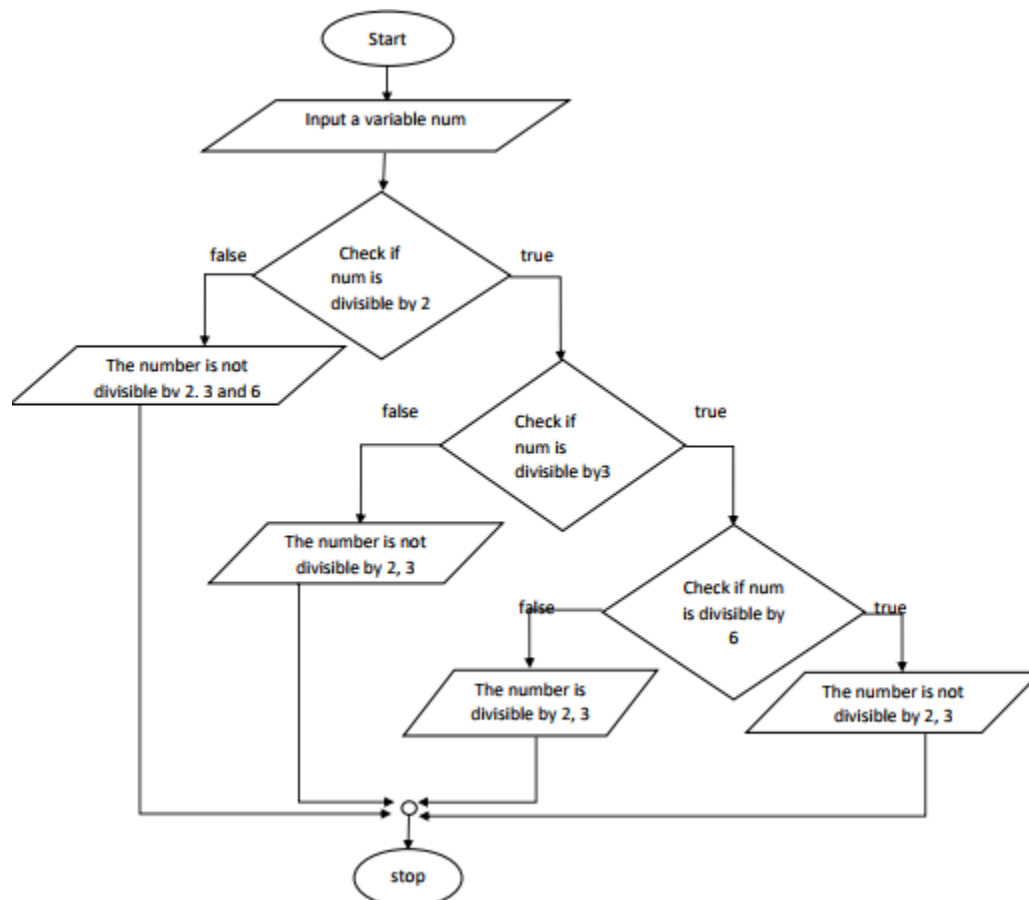 Start
Input a variable num
false
Check if
num is
divisible by 2
true
The number is not
divisible by 2. 3 and 6
false
Check if
num is
divisible by3
true
The number is not
divisible by 2, 3
false
Check if num
is divisible by
6
true
The number is
divisible by 2, 3
The number is not
divisible by 2, 3
stop